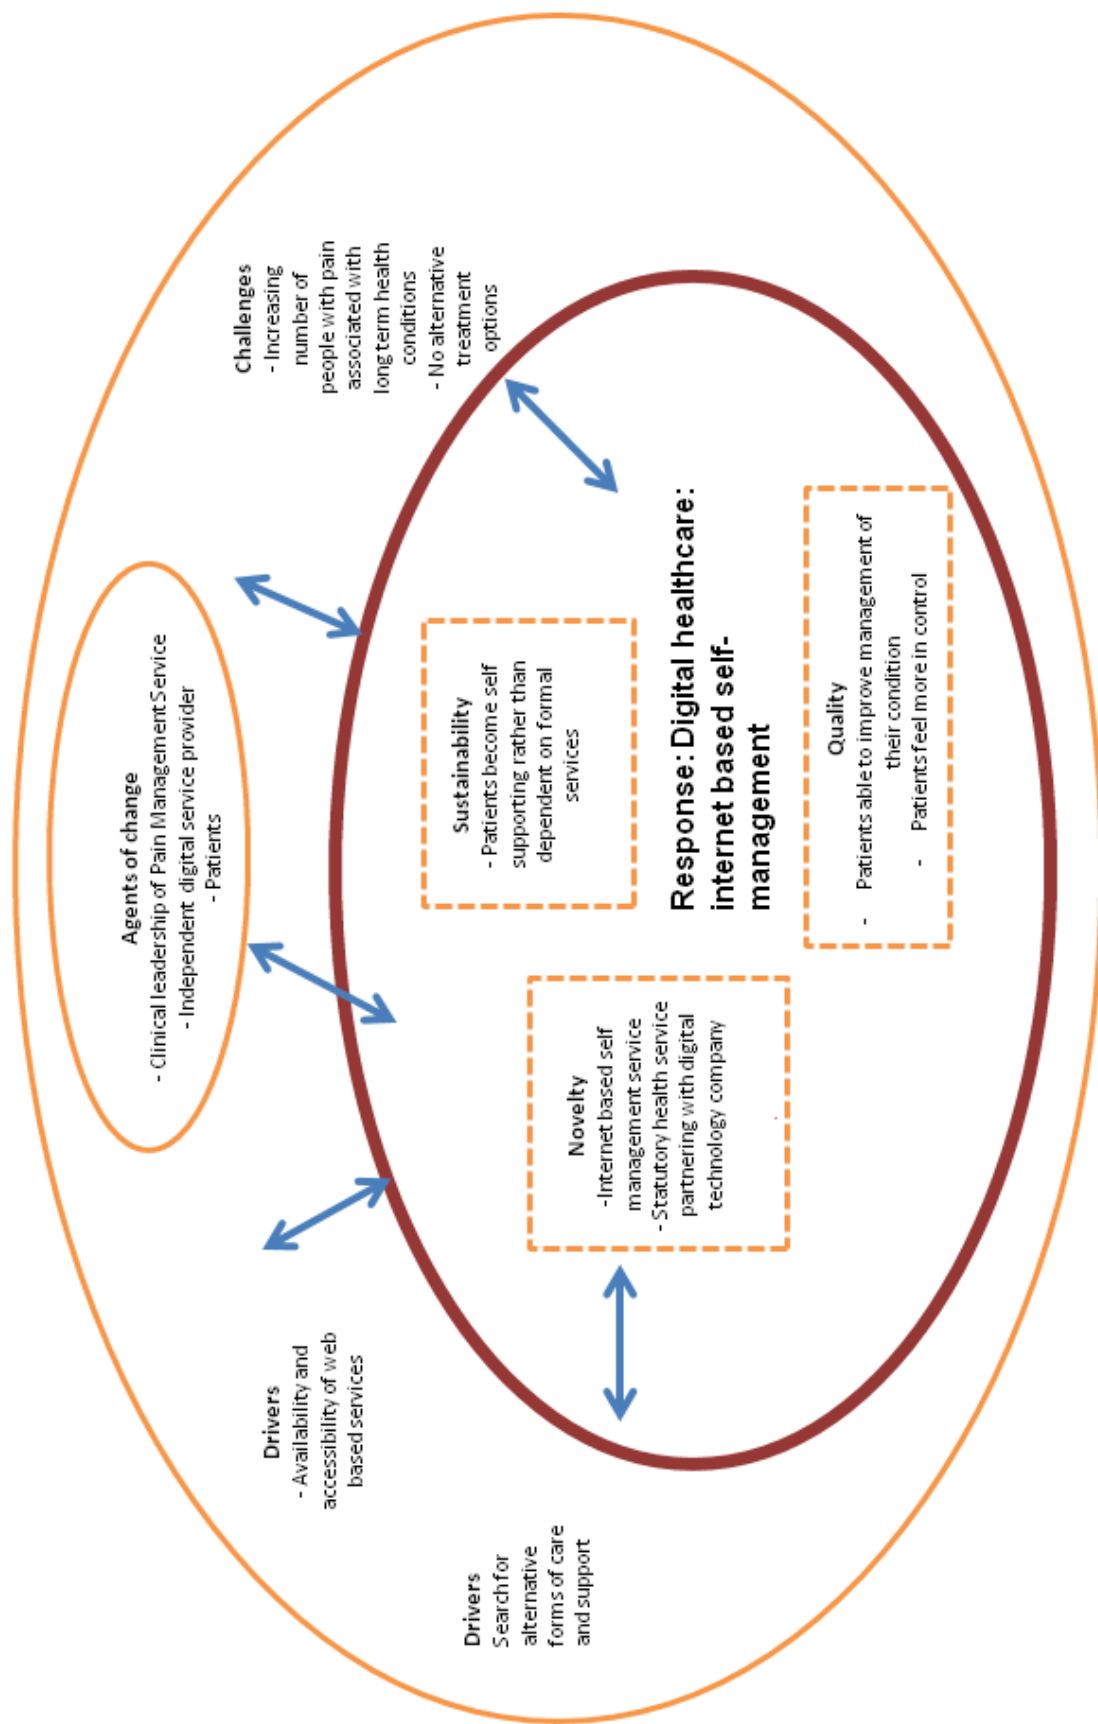 Agents of change
- Clinical leadership of Pain Management Service
- Independent digital service provider
- Patients
Drivers
- Availability and
accessibility of web
based services
Challenges
- Increasing
number of
people with pain
associated with
long term health
conditions
- No alternative
treatment
options
Drivers
Search for
alternative
forms of care
and support
Sustainability
- Patients become self
supporting rather than
dependent on formal
services
Novelty
-Internet based self
management service
- Statutory health service
partnering with digital
technology company
Response: Digital healthcare:
internet based self-
management
Quality
- Patients able to improve management of
their condition
- Patients feel more in control